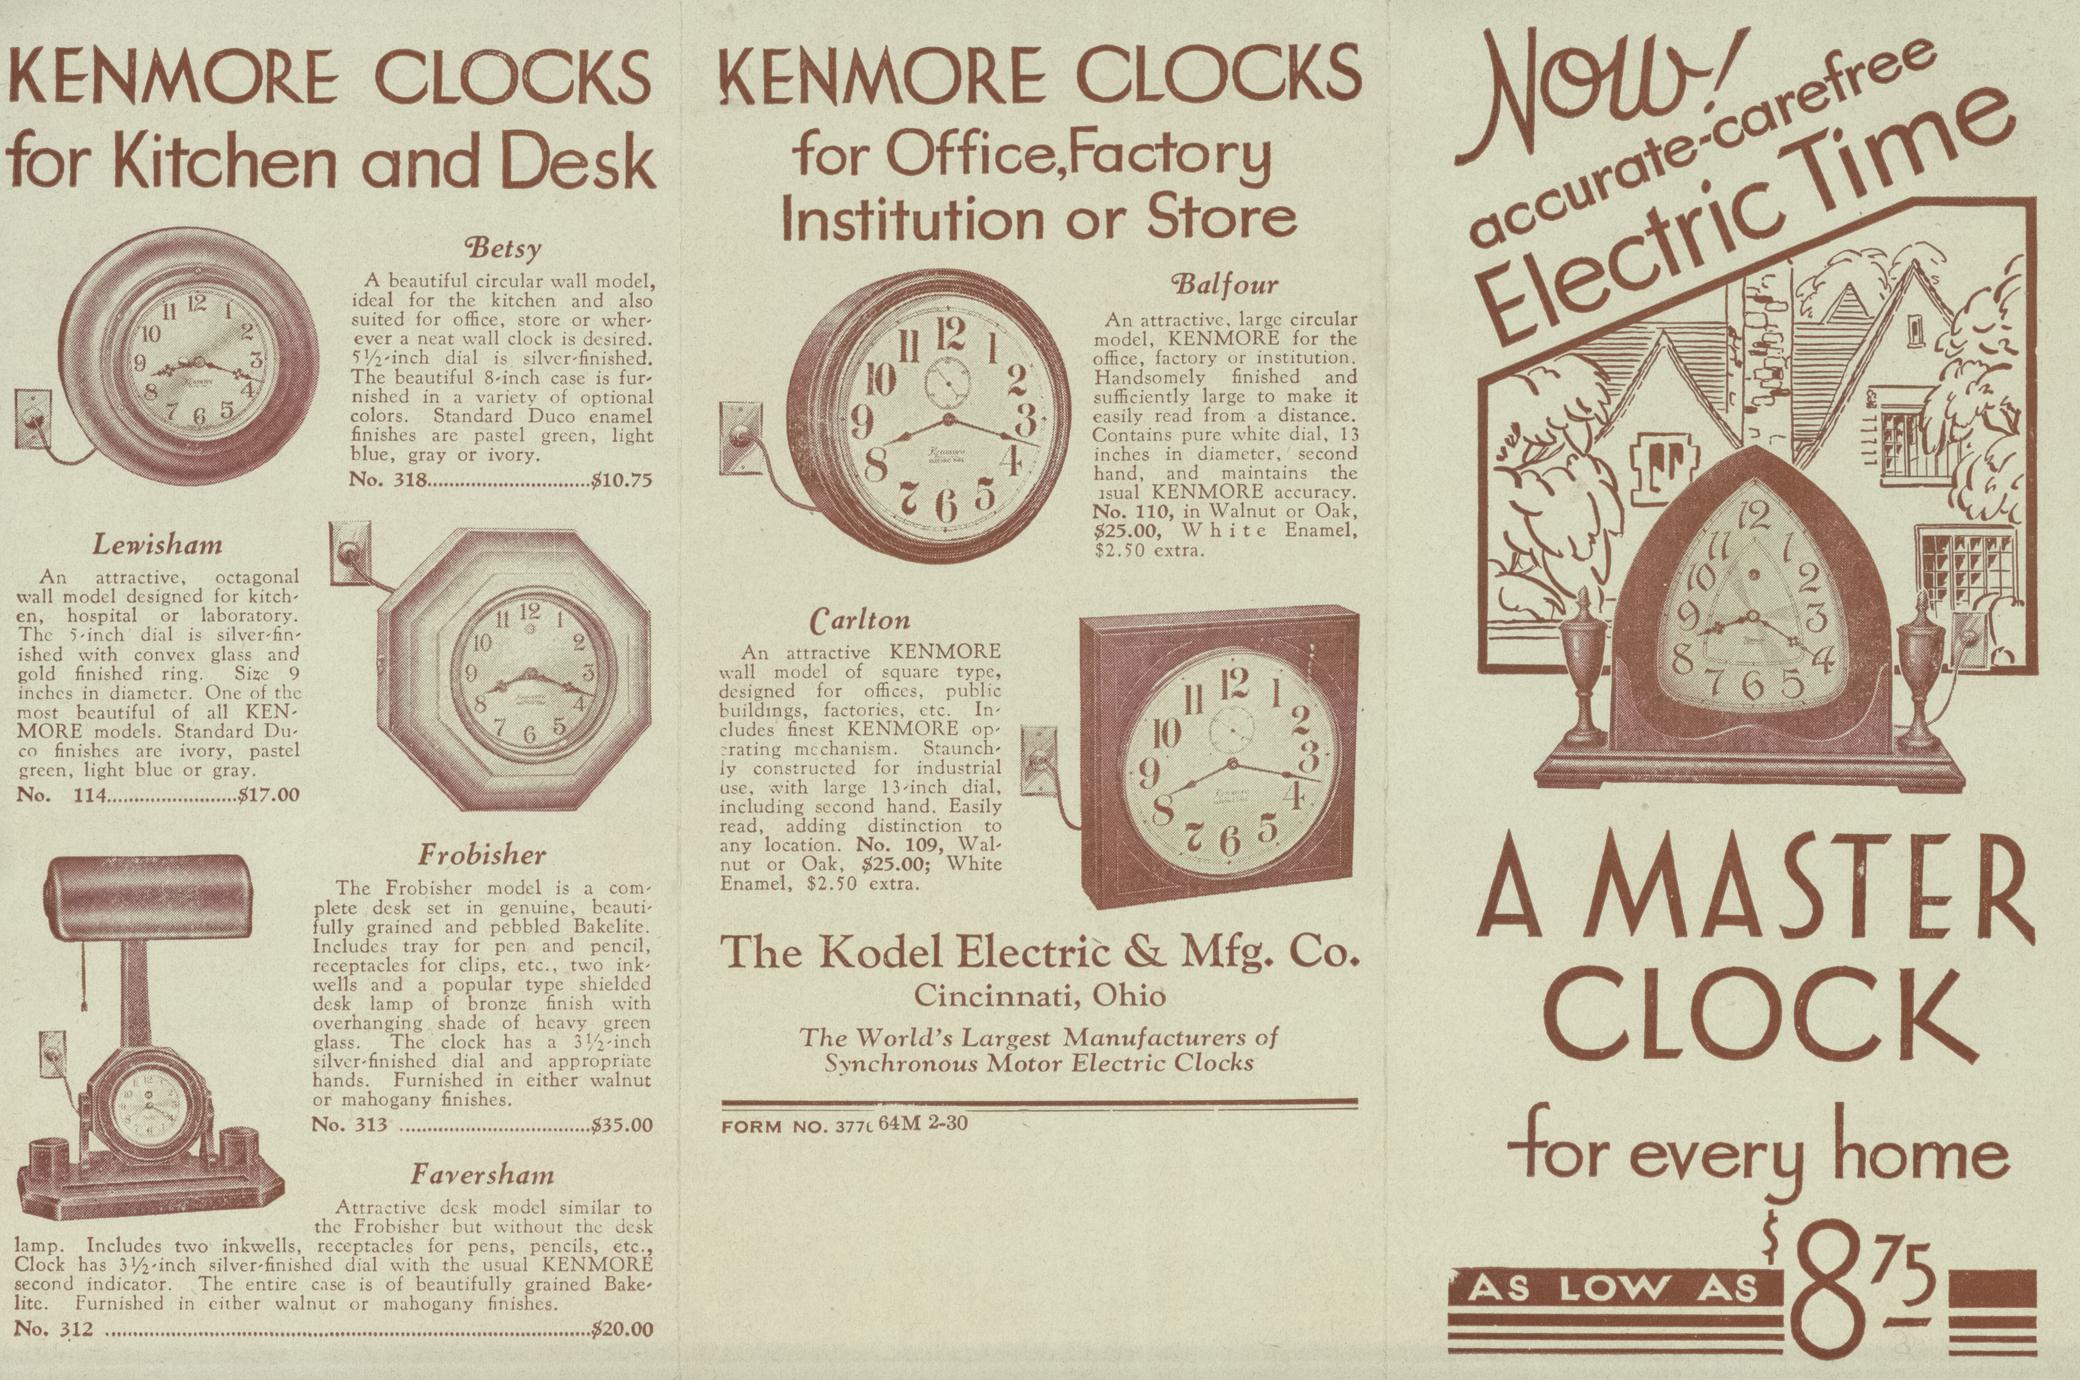 KENMORE CLOCKS
for Kitchen and Desk
Betsy
A beautiful circular wall model,
ideal for the kitchen and also
suited for office, store or wher-
ever a neat wall clock is desired.
5½-inch dial is silver-finished.
The beautiful 8-inch case is fur-
nished in a variety of optional
colors. Standard Duco enamel
finishes are pastel green, light
blue, gray or ivory.
No. 318..............................$10.75
Lewisham
An attractive, octagonal
wall model designed for kitch-
en, hospital or laboratory.
The 5-inch dial is silver-fin-
ished with convex glass and
gold finished ring. Size 9
inches in diameter. One of the
most beautiful of all KEN-
MORE models. Standard Du-
co finishes are ivory, pastel
green, light blue or gray.
No. 114........................$17.00
Frobisher
The Frobisher model is a com-
plete desk set in genuine, beauti-
fully grained and pebbled Bakelite.
Includes tray for pen and pencil,
receptacles for clips, etc., two ink-
wells and a popular type shielded
desk lamp of bronze finish with
overhanging shade of heavy green
glass. The clock has a 3½-inch
silver-finished dial and appropriate
hands. Furnished in either walnut
or mahogany finishes.
No. 313 ...................................$35.00
Faversham
Attractive desk model similar to
the Frobisher but without the desk
lamp. Includes two inkwells, receptacles for pens, pencils, etc.,
Clock has 3½-inch silver-finished dial with the usual KENMORE
second indicator. The entire case is of beautifully grained Bake-
lite. Furnished in either walnut or mahogany finishes.
No. 312 ..........................................................................................$20.00
KENMORE CLOCKS
for Office, Factory
Institution or Store
Balfour
An attractive, large circular
model, KENMORE for the
office, factory or institution.
Handsomely finished and
sufficiently large to make it
easily read from a distance.
Contains pure white dial, 13
inches in diameter, second
hand, and maintains the
usual KENMORE accuracy.
No. 110, in Walnut or Oak,
$25.00, White Enamel,
$2.50 extra.
Carlton
An attractive KENMORE
wall model of square type,
designed for offices, public
buildings, factories, etc. In-
cludes finest KENMORE op-
erating mechanism. Staunch-
ly constructed for industrial
use, with large 13-inch dial,
including second hand. Easily
read, adding distinction to
any location. No. 109, Wal-
nut or Oak, $25.00; White
Enamel, $2.50 extra.
The Kodel Electric & Mfg. Co.
Cincinnati, Ohio
The World's Largest Manufacturers of
Synchronous Motor Electric Clocks
FORM NO. 64M 2-30
Now!
accurate-carefree
Electric Time
A MASTER
CLOCK
for every home
AS LOW AS $8.75